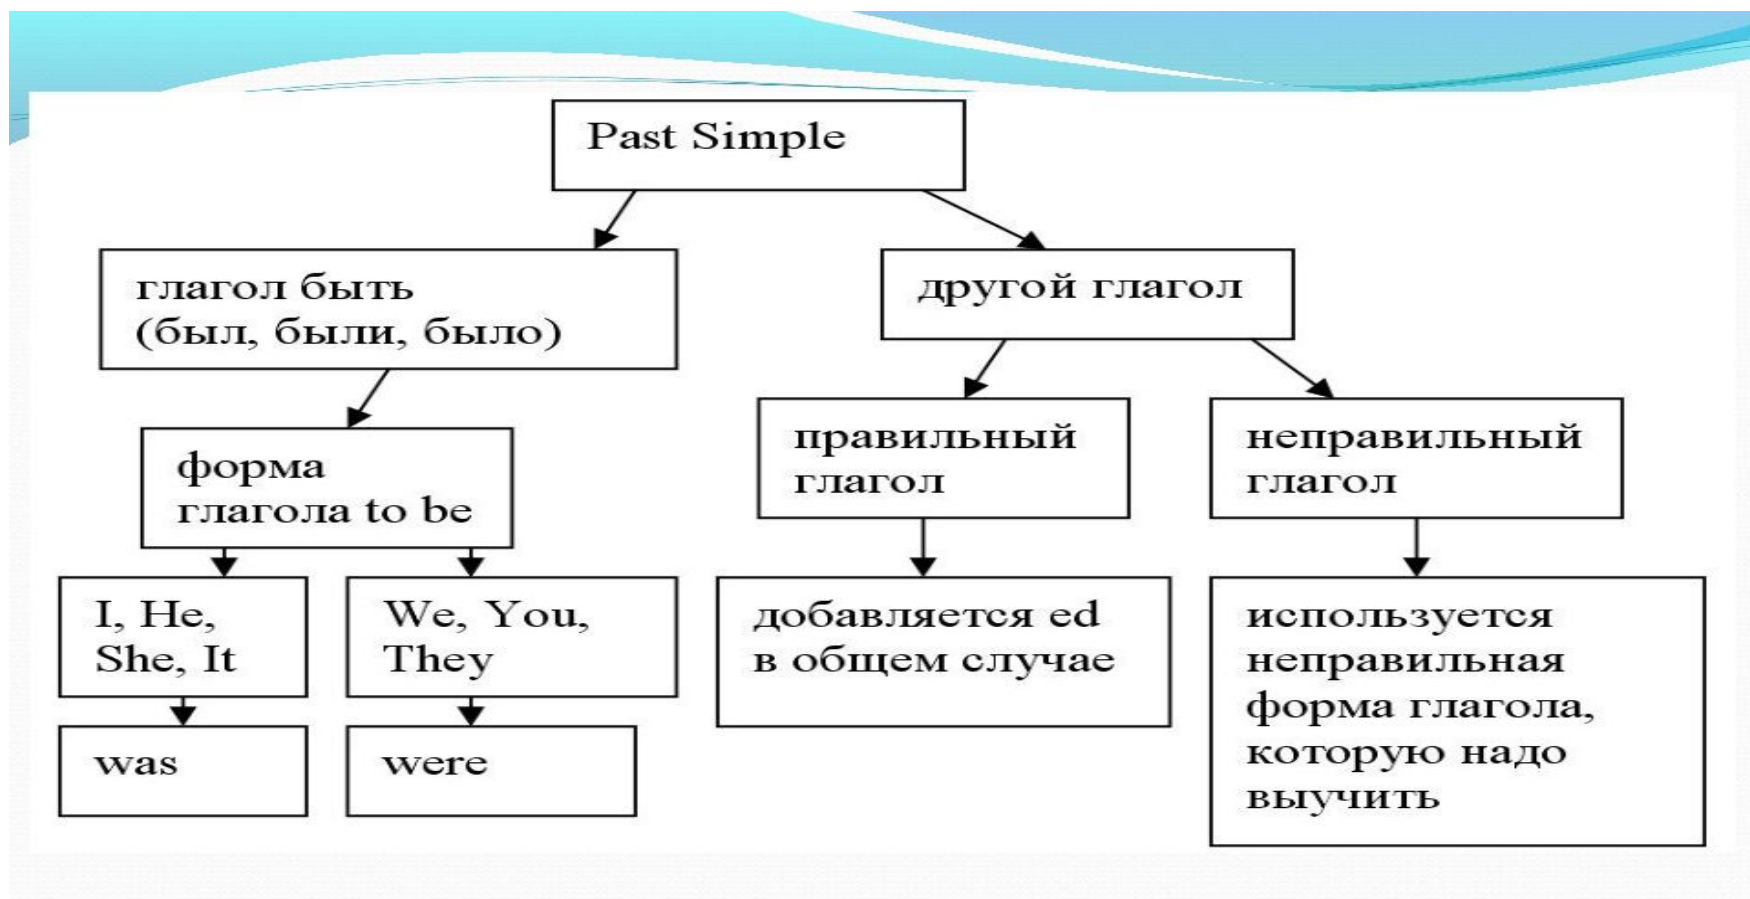 Past Simple
глагол быть
(был, были, было)
другой глагол
форма
глагола to be
правильный
глагол
неправильный
глагол
I, He,
She, It
We, You,
They
добавляется ed
в общем случае
используется
неправильная
форма глагола,
которую надо
выучить
was
were